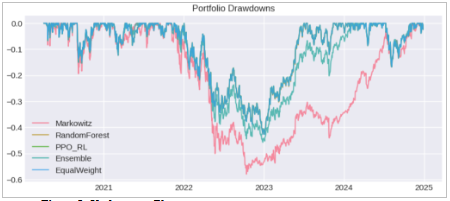 Portfolio Drawdowns
0.0
−0.1
−0.2
−0.3
−0.4
−0.5
−0.6
Markowitz
RandomForest
PPO_RL
Ensemble
EqualWeight
2021
2022
2023
2024
2025